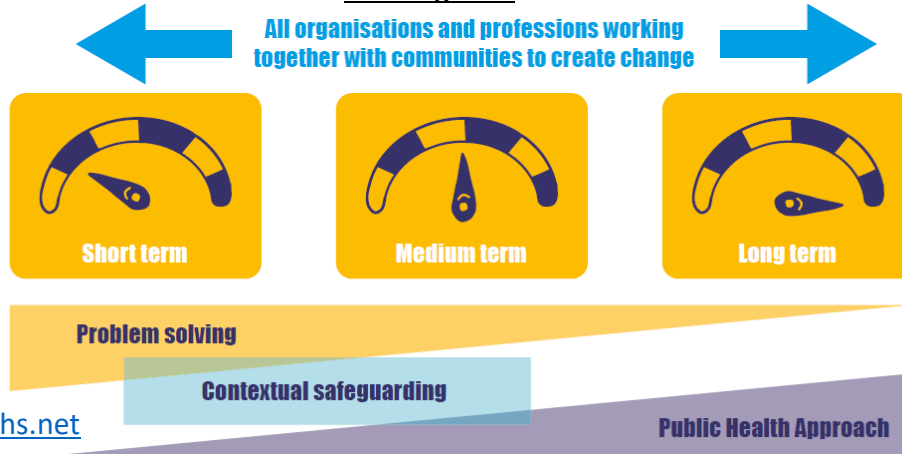 All organisations and professions working
together with communities to create change
Short term
Medium term
Long term
Problem solving
Contextual safeguarding
hs.net
Public Health Approach